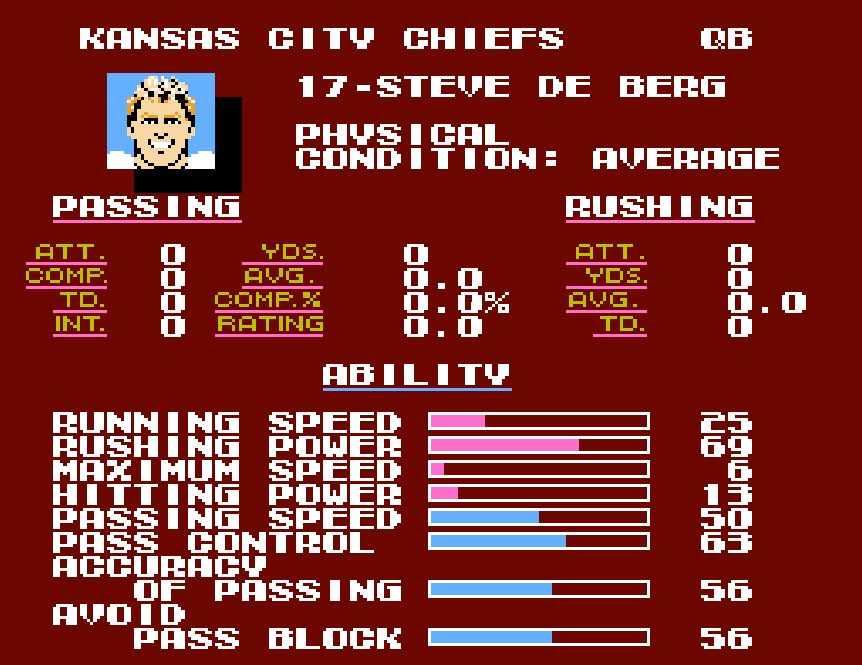 KANSAS CITY CHIEFS QB
17-STEVE DE BERG
PHYSICAL
CONDITION: AVERAGE
PASSING RUSHING
ATT. 0 YDS. 0 ATT. 0
COMP. 0 AVG. 0.0 YDS. 0
TD. 0 COMP.% 0.0% AVG. 0.0
INT. 0 RATING 0.0 TD. 0
ABILITY
RUNNING SPEED 25
RUSHING POWER 69
MAXIMUM SPEED 6
HITTING POWER 13
PASSING SPEED 50
PASS CONTROL 63
ACCURACY
OF PASSING 56
AVOID
PASS BLOCK 56